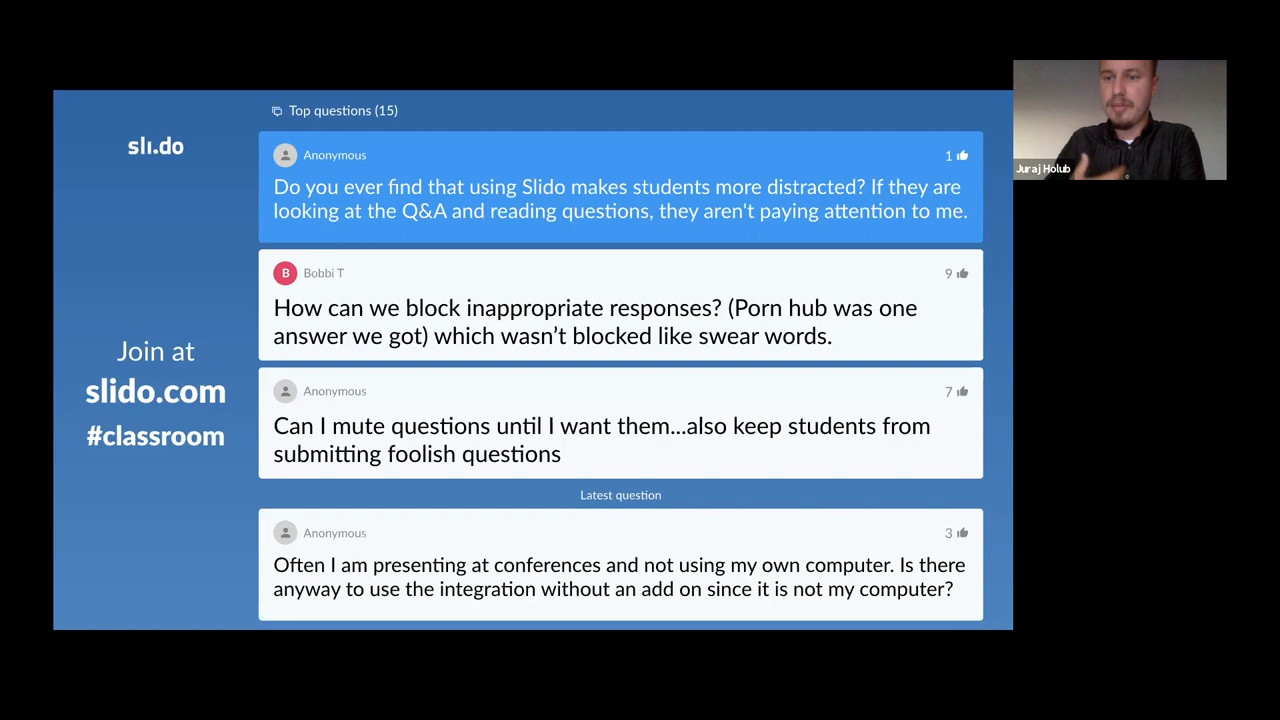 Top questions (15)
sli.do
Anonymous
1
Do you ever find that using Slido makes students more distracted? If they are
looking at the Q&A and reading questions, they aren't paying attention to me.
B
Bobbi T
9
How can we block inappropriate responses? (Porn hub was one
answer we got) which wasn’t blocked like swear words.
Join at
slido.com
#classroom
Anonymous
7
Can I mute questions until I want them...also keep students from
submitting foolish questions
Latest question
Anonymous
3
Often I am presenting at conferences and not using my own computer. Is there
anyway to use the integration without an add on since it is not my computer?
Juraj Holub